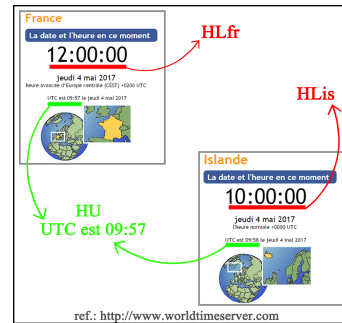 France
La date et l'heure en ce moment
12:00:00
jeudi 4 mai 2017
heure avancée d'Europe centrale (CEST) +0200 UTC
UTC est 09:57 le jeudi 4 mai 2017
HLfr
HLis
HU
UTC est 09:57
Islande
La date et l'heure en ce moment
10:00:00
jeudi 4 mai 2017
l'heure normale +0000 UTC
UTC est 09:58 le jeudi 4 mai 2017
ref.: http://www.worldtimeserver.com